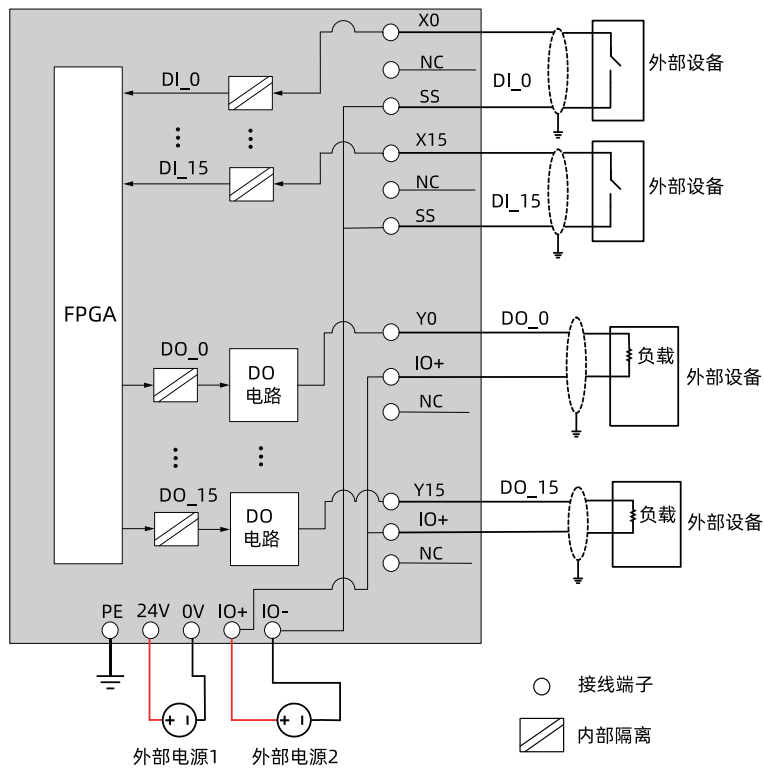 X0
NC
SS
DI_0
DI_0
外部设备
X15
NC
SS
DI_15
DI_15
外部设备
FPGA
Y0
DO_0
IO+
NC
DO_0
DO
电路
负载
外部设备
Y15
DO_15
IO+
NC
DO_15
DO
电路
负载
外部设备
PE 24V 0V IO+ IO-
+ -
+ -
外部电源1 外部电源2
接线端子
内部隔离